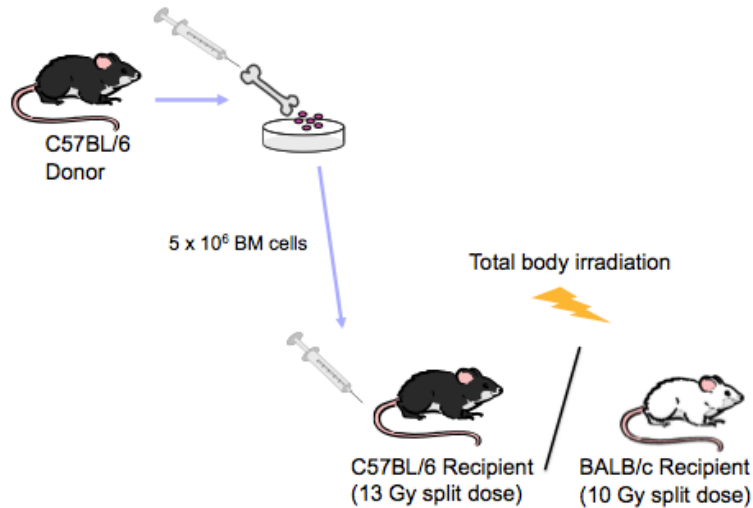 C57BL/6
Donor
5 x 10⁶ BM cells
Total body irradiation
C57BL/6 Recipient
(13 Gy split dose)
BALB/c Recipient
(10 Gy split dose)